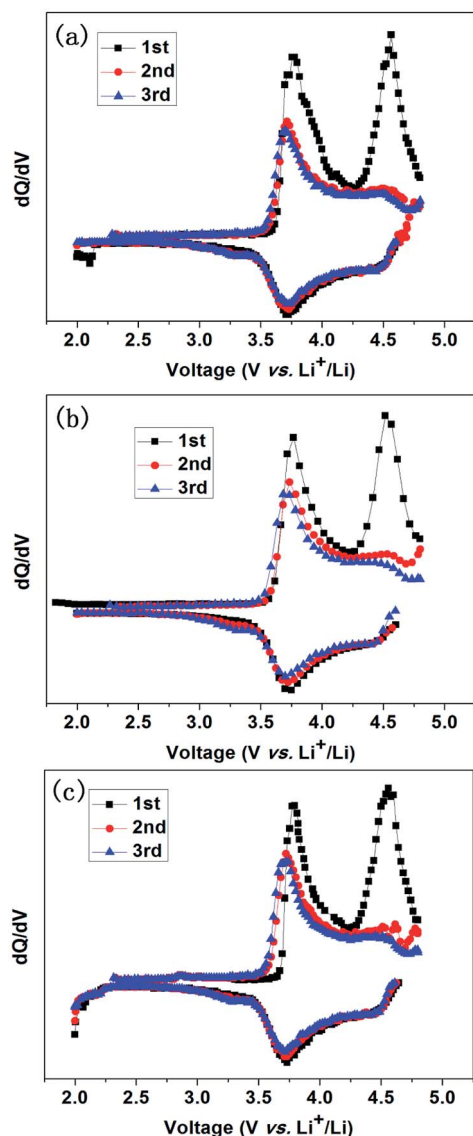 (a)
1st
2nd
3rd
dQ/dV
2.0 2.5 3.0 3.5 4.0 4.5 5.0
Voltage (V vs. Li⁺/Li)
(b)
1st
2nd
3rd
dQ/dV
2.0 2.5 3.0 3.5 4.0 4.5 5.0
Voltage (V vs. Li⁺/Li)
(c)
1st
2nd
3rd
dQ/dV
2.0 2.5 3.0 3.5 4.0 4.5 5.0
Voltage (V vs. Li⁺/Li)